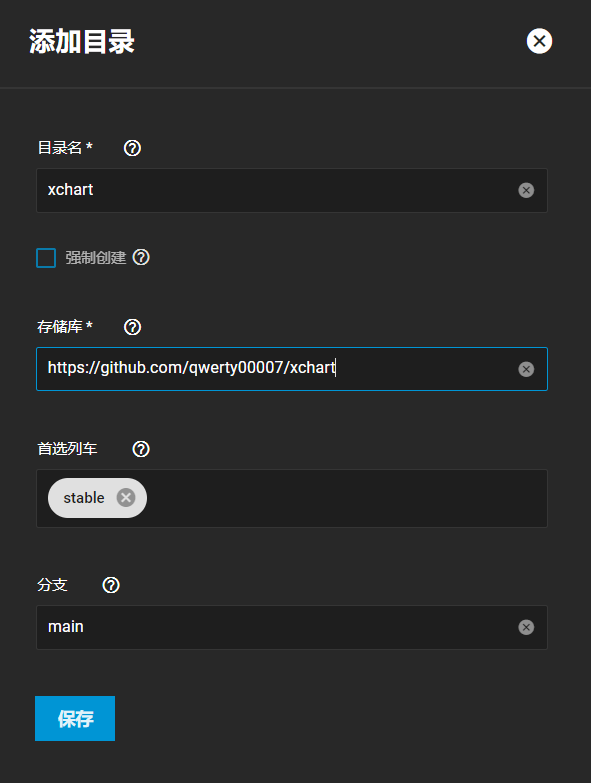 添加目录
目录名 *
xchart
强制创建
存储库 *
https://github.com/qwerty00007/xchart
首选列车
stable
分支
main
保存